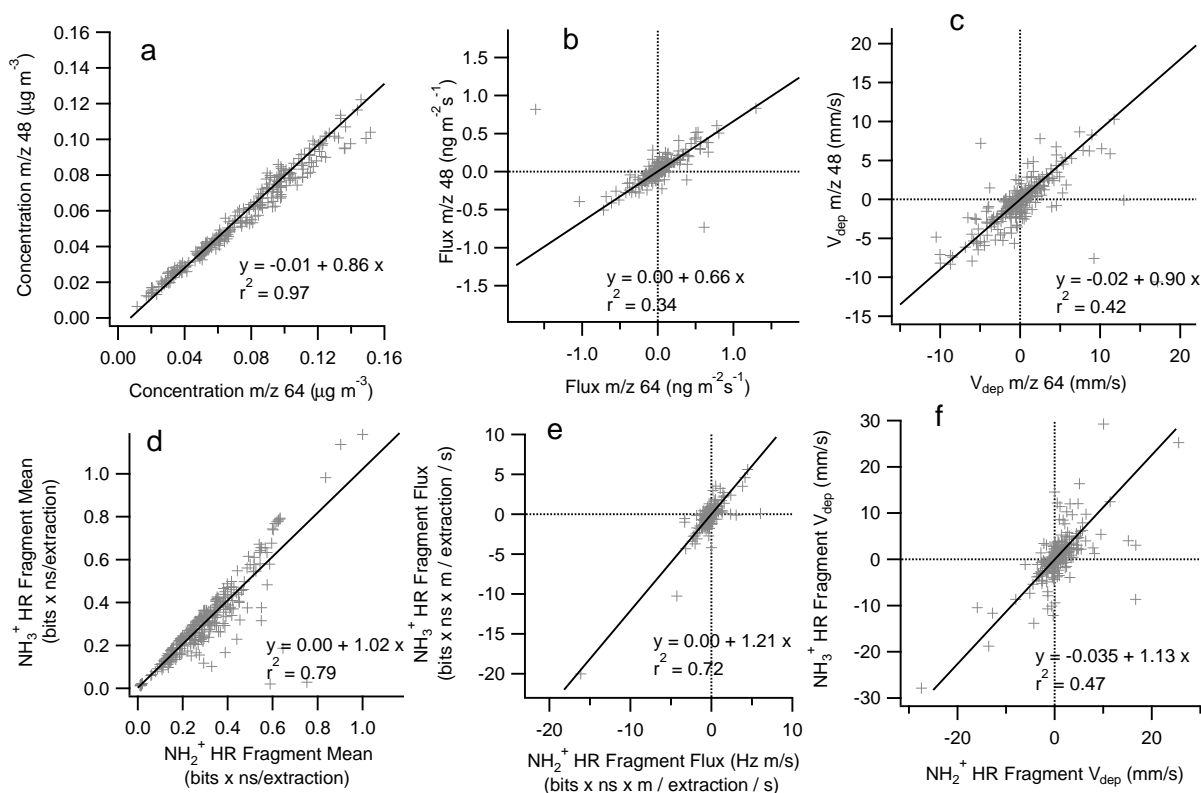 a
0.16
0.14
0.12
0.10
0.08
0.06
0.04
0.02
0.00
Concentration m/z 48 (µg m-3)
0.00 0.04 0.08 0.12 0.16
Concentration m/z 64 (µg m-3)
y = -0.01 + 0.86 x
r2 = 0.97
b
1.5
1.0
0.5
0.0
-0.5
-1.0
-1.5
Flux m/z 48 (ng m-2 s-1)
-1.0 0.0 1.0
Flux m/z 64 (ng m-2s-1)
y = 0.00 + 0.66 x
r2 = 0.34
c
20
15
10
5
0
-5
-10
-15
Vdep m/z 48 (mm/s)
-10 0 10 20
Vdep m/z 64 (mm/s)
y = -0.02 + 0.90 x
r2 = 0.42
d
1.0
0.8
0.6
0.4
0.2
0.0
NH3+ HR Fragment Mean
(bits x ns/extraction)
0.0 0.2 0.4 0.6 0.8 1.0
NH2+ HR Fragment Mean
(bits x ns/extraction)
y = 0.00 + 1.02 x
r2 = 0.79
e
10
5
0
-5
-10
-15
-20
NH3+ HR Fragment Flux
(bits x ns x m / extraction / s)
-20 -10 0 10
NH2+ HR Fragment Flux (Hz m/s)
(bits x ns x m / extraction / s)
y = 0.00 + 1.21 x
r2 = 0.72
f
30
20
10
0
-10
-20
-30
NH3+ HR Fragment Vdep (mm/s)
-20 0 20
NH2+ HR Fragment Vdep (mm/s)
y = -0.035 + 1.13 x
r2 = 0.47